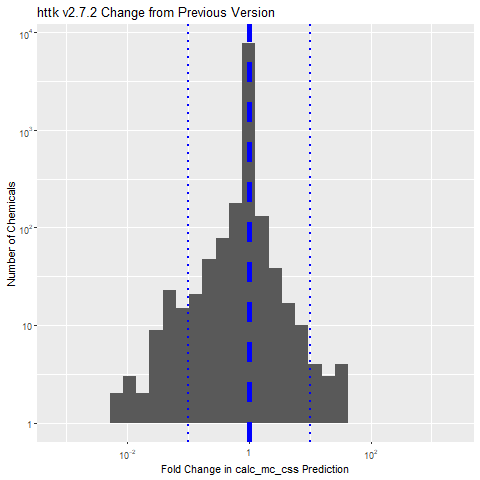 httk v2.7.2 Change from Previous Version
Number of Chemicals
10⁴
10³
10²
10
1
10⁻²
1
10²
Fold Change in calc_mc_css Prediction